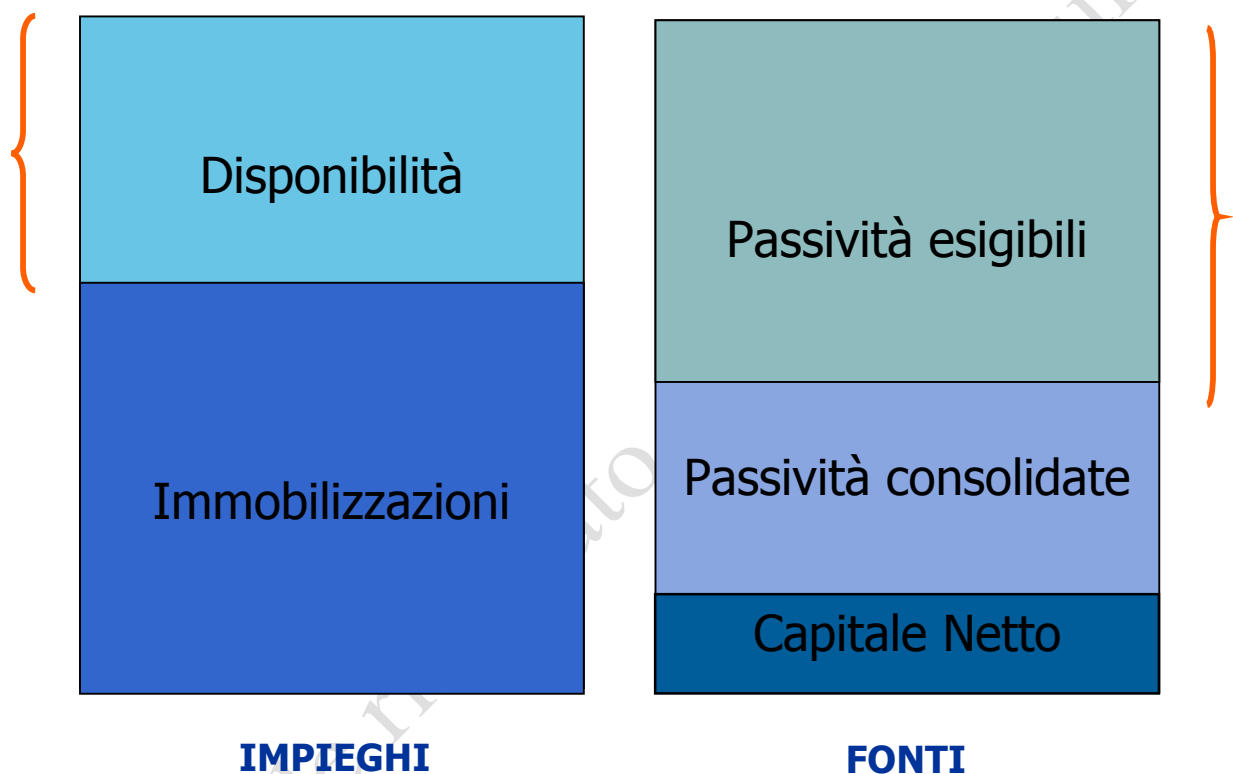 Disponibilità
Immobilizzazioni
IMPIEGHI
Passività esigibili
Passività consolidate
Capitale Netto
FONTI